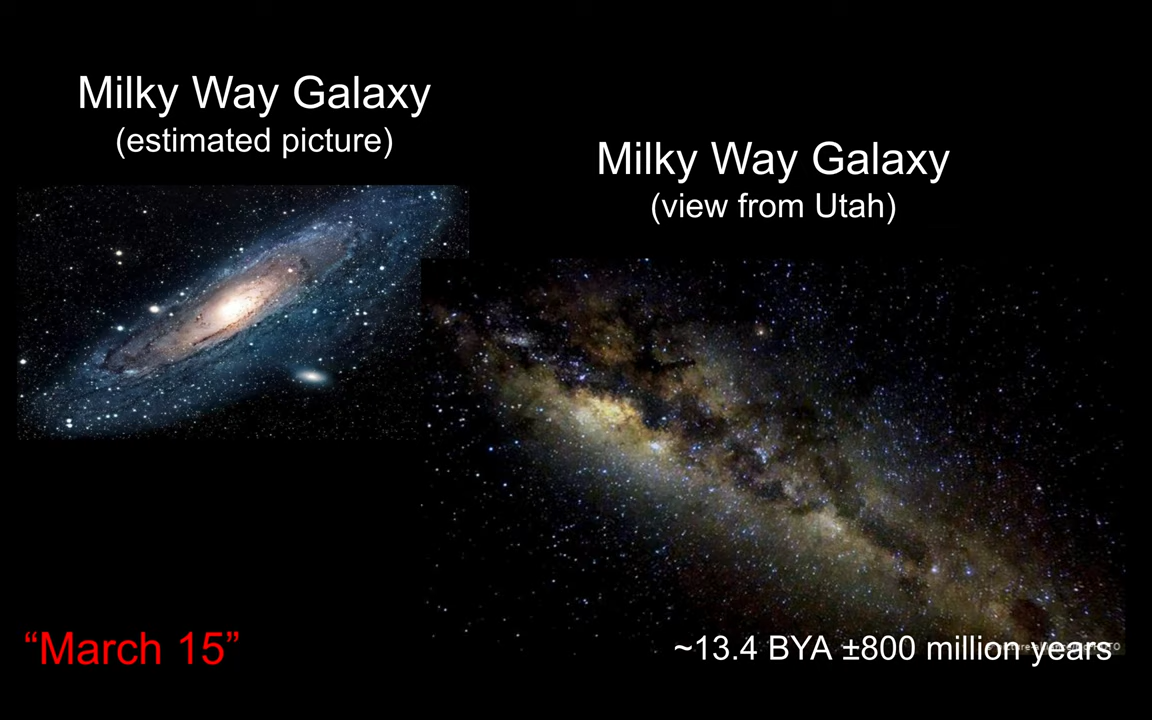 Milky Way Galaxy
(estimated picture)
Milky Way Galaxy
(view from Utah)
“March 15”
~13.4 BYA ±800 million years